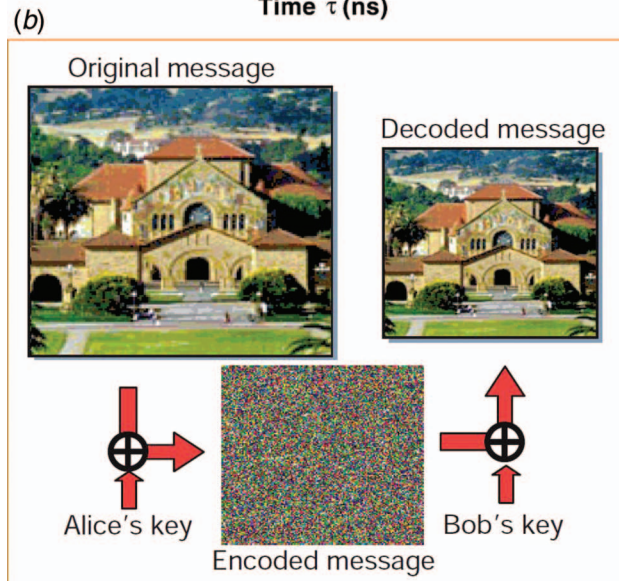 Time τ (ns)
(b)
Original message
Decoded message
Alice's key
Bob's key
Encoded message